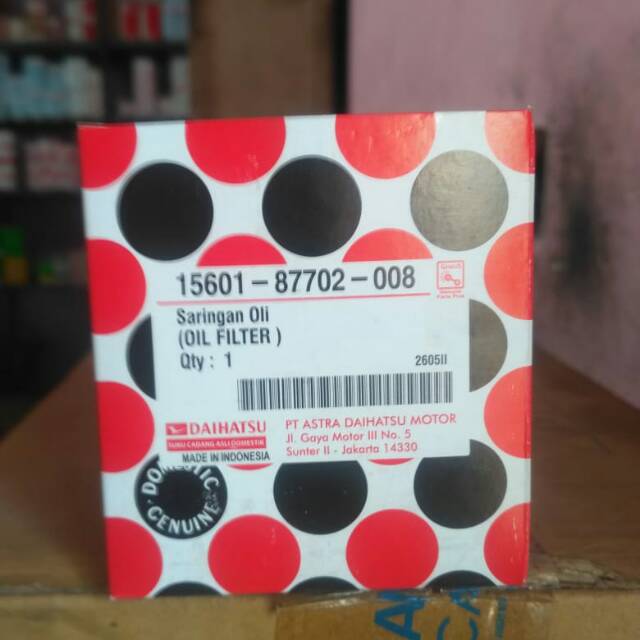 15601-87702-008
Saringan Oli
(OIL FILTER)
Qty : 1
2605II
DAIHATSU
SUKU CADANG ASLI DOMESTIK
MADE IN INDONESIA
PT ASTRA DAIHATSU MOTOR
Jl. Gaya Motor III No. 5
Sunter II - Jakarta 14330
DOMESTIC
GENUINE